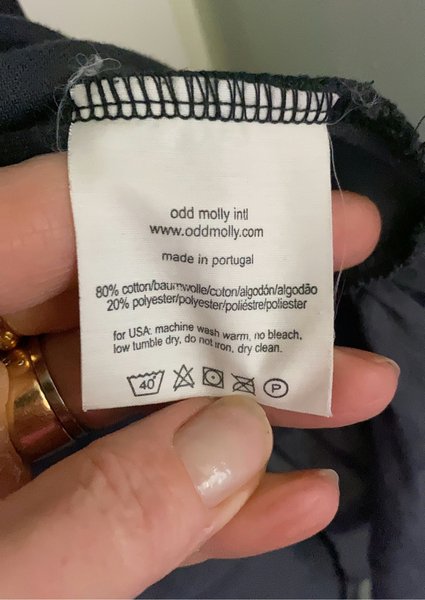 odd molly intl
www.oddmolly.com
made in portugal
80% cotton/baumwolle/coton/algodón/algodão
20% polyester/polyester/poliéstre/poliester
for USA: machine wash warm, no bleach,
low tumble dry, do not iron, dry clean.
40 P